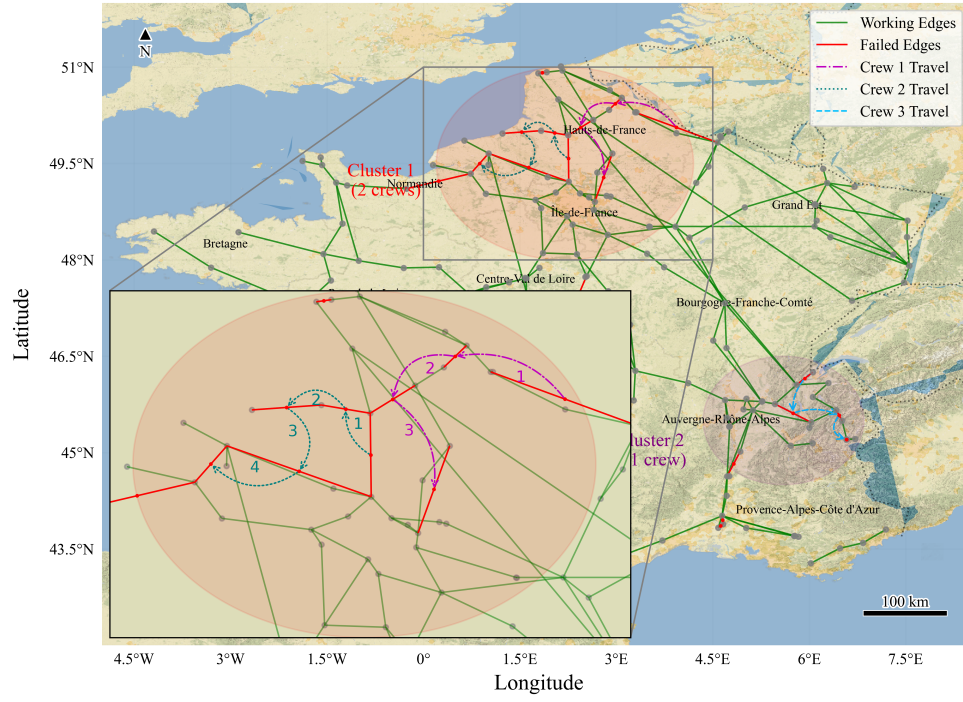 N
Working Edges
Failed Edges
Crew 1 Travel
Crew 2 Travel
Crew 3 Travel
51°N
49.5°N
48°N
46.5°N
45°N
43.5°N
Latitude
Hauts-de-France
Cluster 1
(2 crews)
Normandie
Île-de-France
Grand Est
Bretagne
Centre-Val de Loire
Bourgogne-Franche-Comté
Auvergne-Rhône-Alpes
luster 2
1 crew)
Provence-Alpes-Côte d'Azur
1
2
3
1
2
3
4
100 km
4.5°W
3°W
1.5°W
0°
1.5°E
3°E
4.5°E
6°E
7.5°E
Longitude